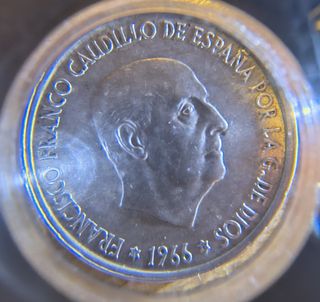 FRANCISCO FRANCO CAUDILLO DE ESPAÑA POR LA G. DE DIOS
1966